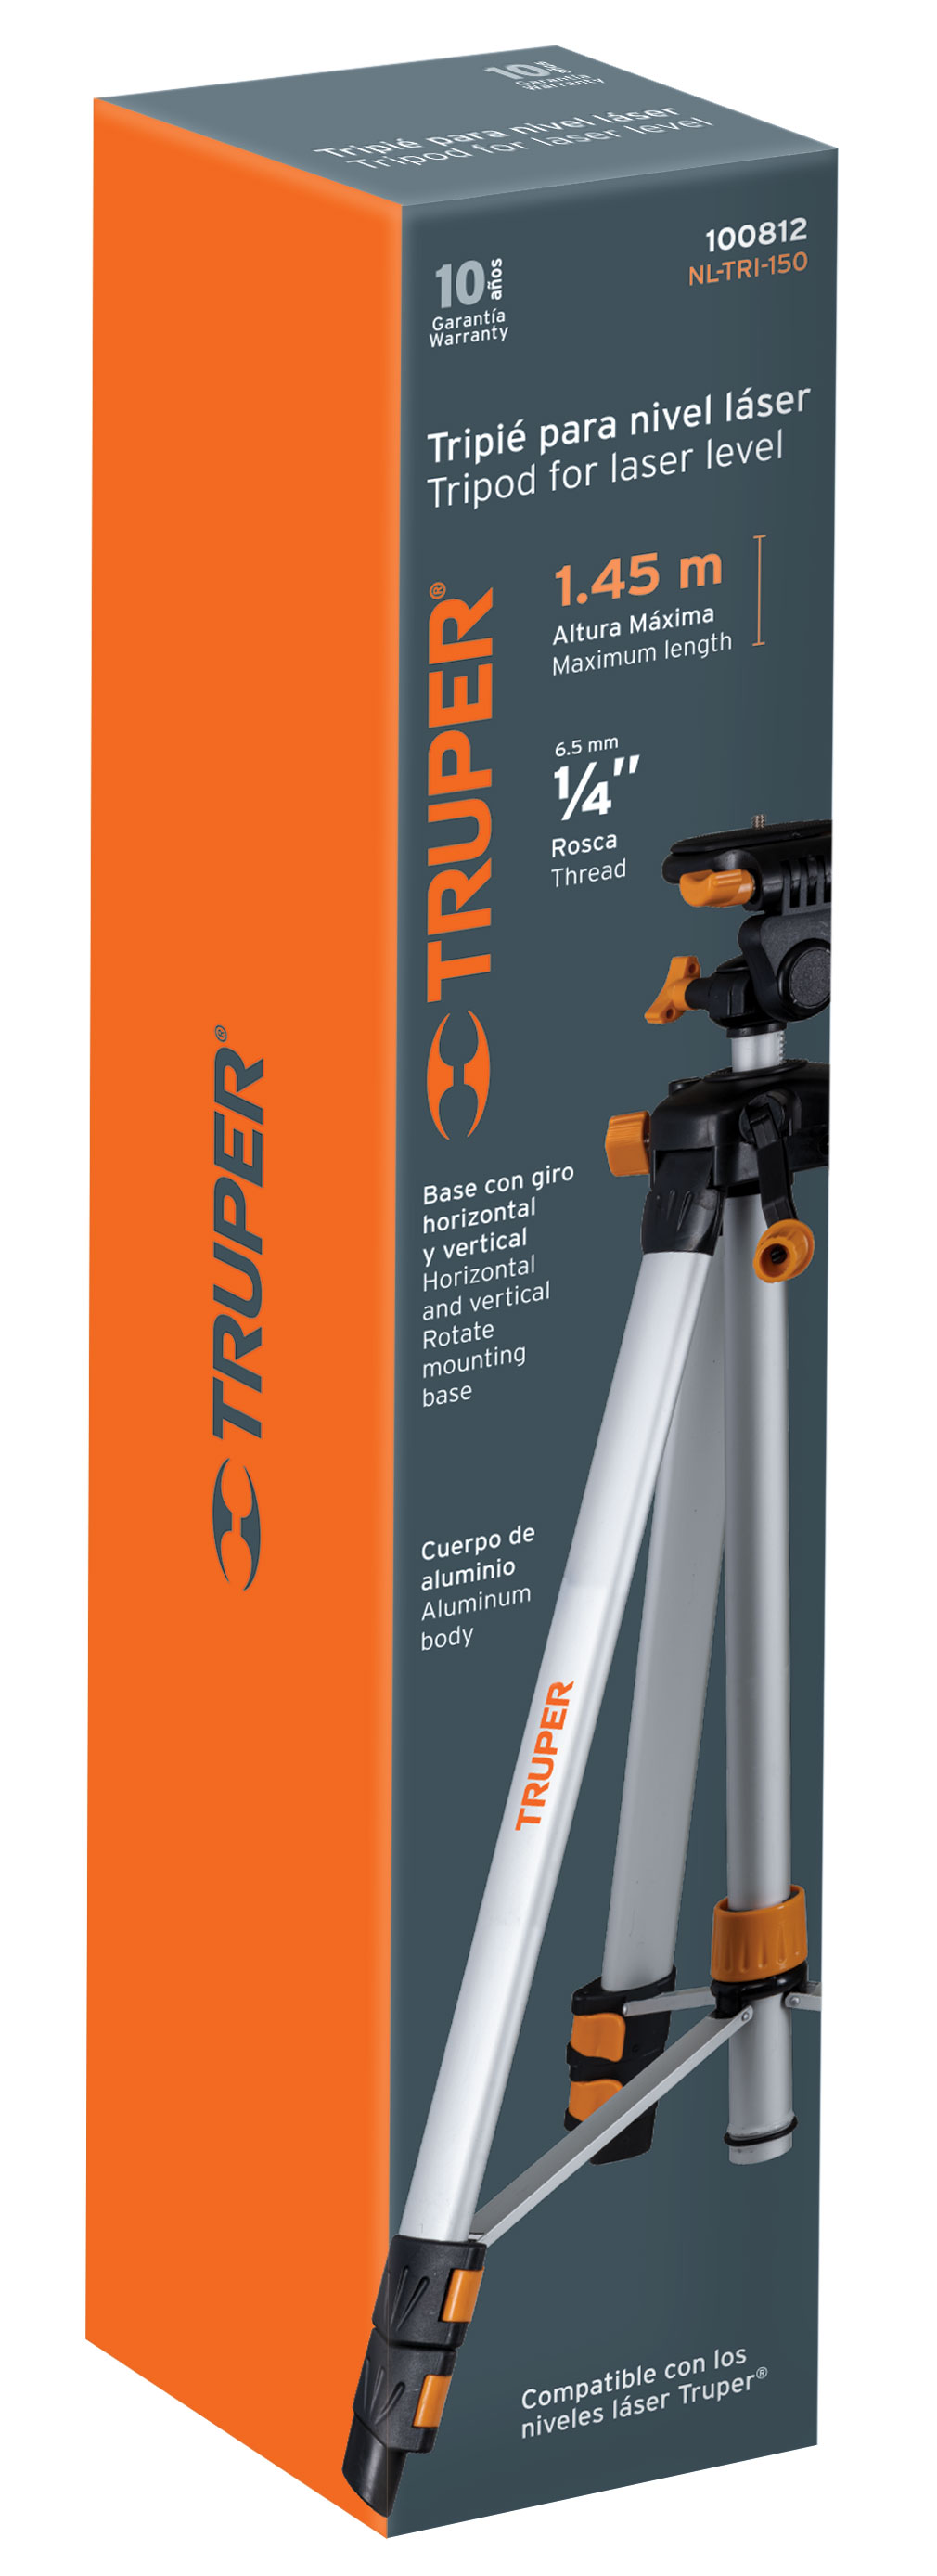 10 años
Garantía
Warranty
Tripié para nivel láser
Tripod for laser level
100812
NL-TRI-150
10 años
Garantía
Warranty
Tripié para nivel láser
Tripod for laser level
1.45 m
Altura Máxima
Maximum length
TRUPER®
6.5 mm
1/4"
Rosca
Thread
TRUPER®
Base con giro
horizontal
y vertical
Horizontal
and vertical
Rotate
mounting
base
Cuerpo de
aluminio
Aluminum
body
TRUPER
Compatible con los
niveles láser Truper®